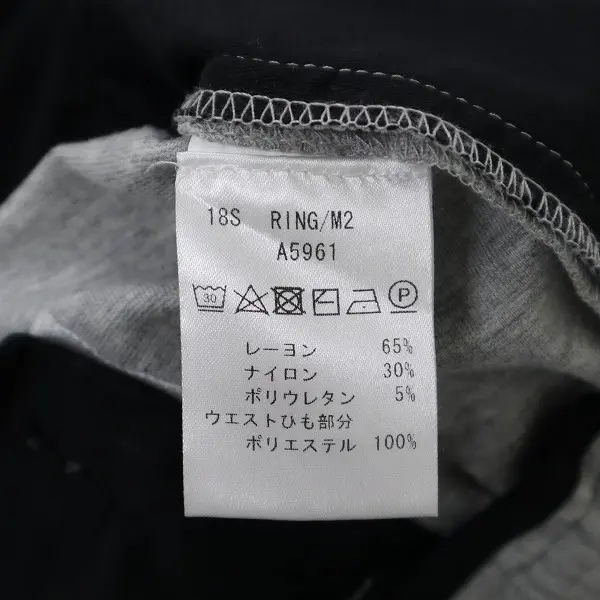 18S RING/M2
A5961
30 P
レーヨン 65%
ナイロン 30%
ポリウレタン 5%
ウエストひも部分
ポリエステル 100%